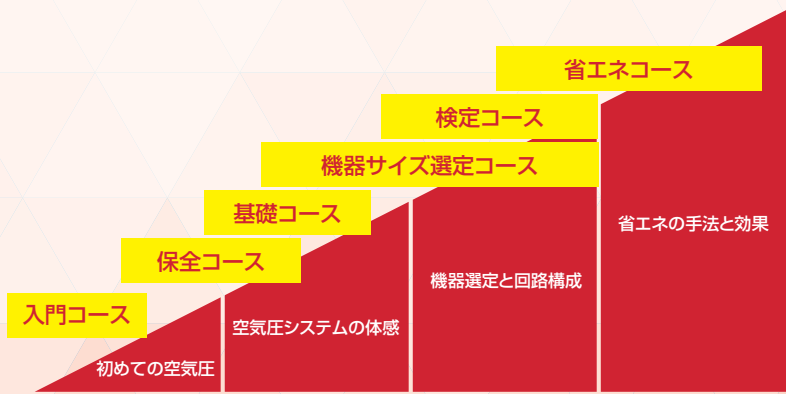 省エネコース
検定コース
機器サイズ選定コース
基礎コース
保全コース
入門コース
省エネの手法と効果
機器選定と回路構成
空気圧システムの体感
初めての空気圧